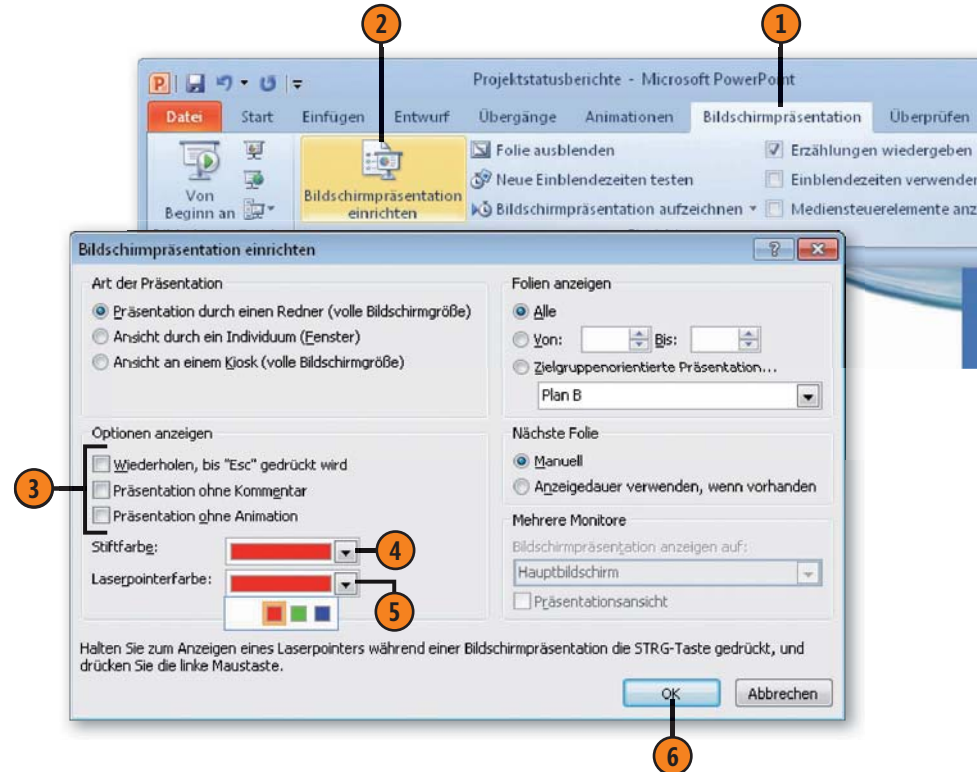 2
1
Projektstatusberichte - Microsoft PowerPoint
Datei Start Einfügen Entwurf Übergänge Animationen Bildschirmpräsentation Überprüfen
Von Beginn an
Bildschirmpräsentation einrichten
Folie ausblenden
Neue Einblendezeiten testen
Bildschirmpräsentation aufzeichnen
Erzählungen wiedergeben
Einblendezeiten verwenden
Mediensteuerelemente anz
Bildschirmpräsentation einrichten
Art der Präsentation
Präsentation durch einen Redner (volle Bildschirmgröße)
Ansicht durch ein Individuum (Fenster)
Ansicht an einem Kiosk (volle Bildschirmgröße)
Folien anzeigen
Alle
Von: Bis:
Zielgruppenorientierte Präsentation...
Plan B
Optionen anzeigen
3
Wiederholen, bis "Esc" gedrückt wird
Präsentation ohne Kommentar
Präsentation ohne Animation
Stiftfarbe:
4
Laserpointerfarbe:
5
Nächste Folie
Manuell
Anzeigedauer verwenden, wenn vorhanden
Mehrere Monitore
Bildschirmpräsentation anzeigen auf:
Hauptbildschirm
Präsentationsansicht
Halten Sie zum Anzeigen eines Laserpointers während einer Bildschirmpräsentation die STRG-Taste gedrückt, und
drücken Sie die linke Maustaste.
OK Abbrechen
6